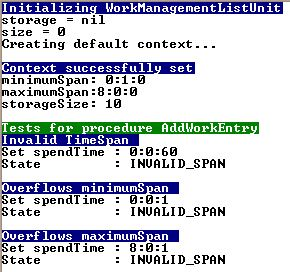 Initializing WorkManagementListUnit
storage = nil
size = 0
Creating default context...
Context successfully set
minimumSpan: 0:1:0
maximumSpan:8:0:0
storageSize: 10
Tests for procedure AddWorkEntry
Invalid TimeSpan
Set spendTime : 0:0:60
State : INVALID_SPAN
Overflows minimumSpan
Set spendTime : 0:0:1
State : INVALID_SPAN
Overflows maximumSpan
Set spendTime : 8:0:1
State : INVALID_SPAN